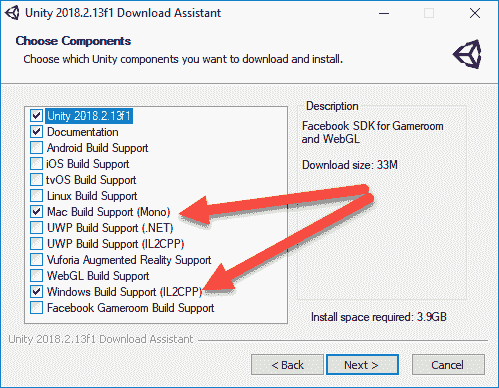 Unity 2018.2.13f1 Download Assistant
Choose Components
Choose which Unity components you want to download and install.
Unity 2018.2.13f1
Documentation
Android Build Support
iOS Build Support
tvOS Build Support
Linux Build Support
Mac Build Support (Mono)
UWP Build Support (.NET)
UWP Build Support (IL2CPP)
Vuforia Augmented Reality Support
WebGL Build Support
Windows Build Support (IL2CPP)
Facebook Gameroom Build Support
Description
Facebook SDK for Gameroom
and WebGL
Download size: 33M
Install space required: 3.9GB
Unity 2018.2.13f1 Download Assistant
< Back
Next >
Cancel